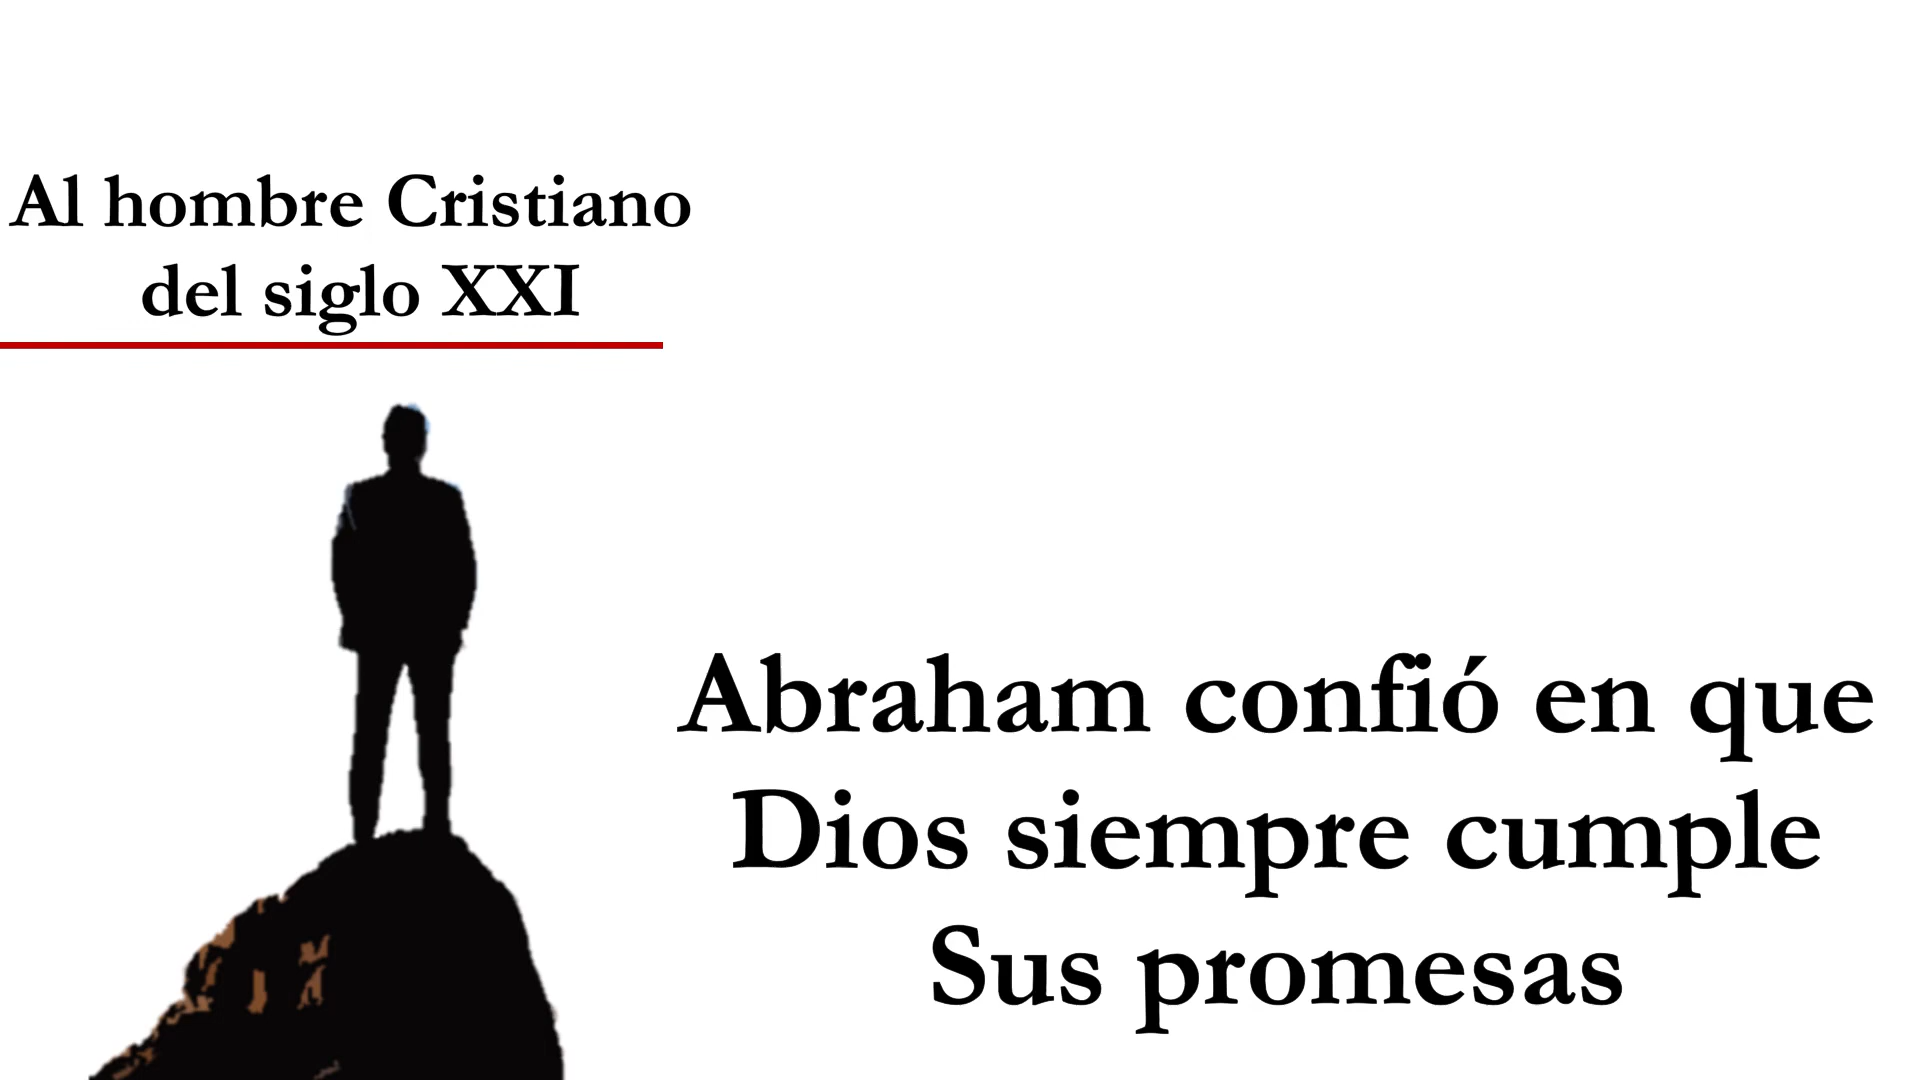 Al hombre Cristiano
del siglo XXI
Abraham confió en que
Dios siempre cumple
Sus promesas